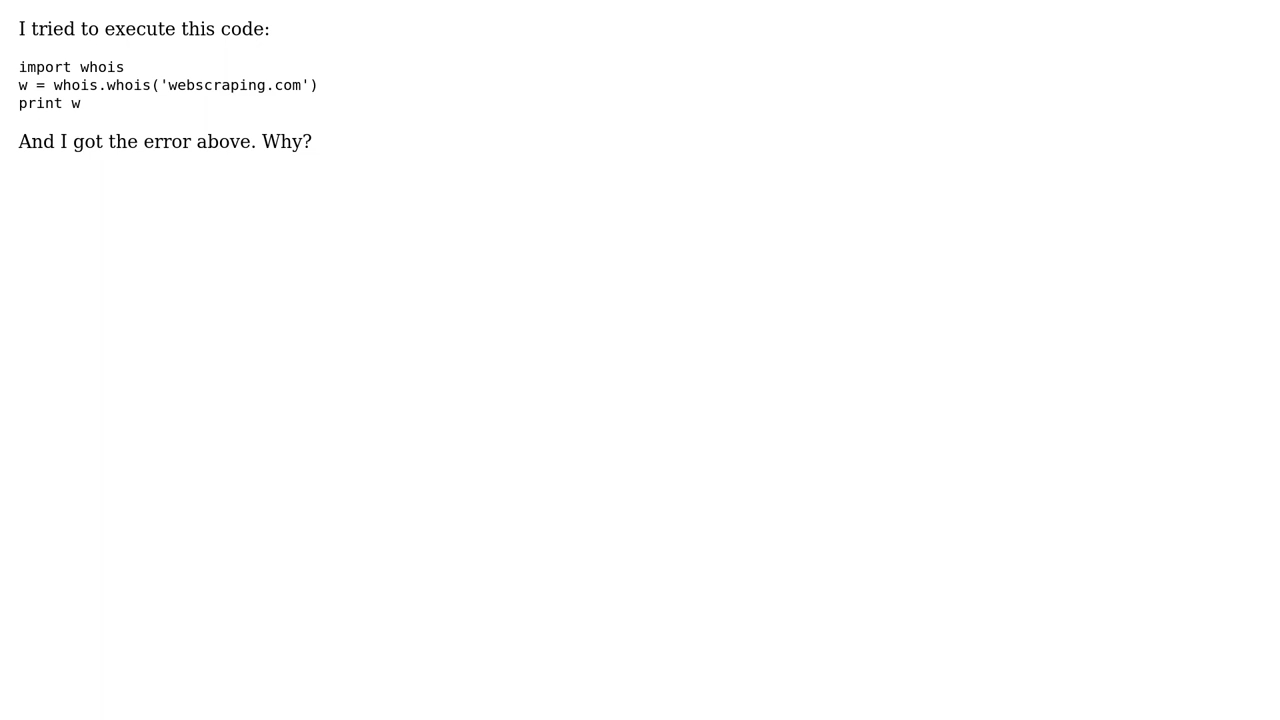 I tried to execute this code:
import whois
w = whois.whois('webscraping.com')
print w
And I got the error above. Why?